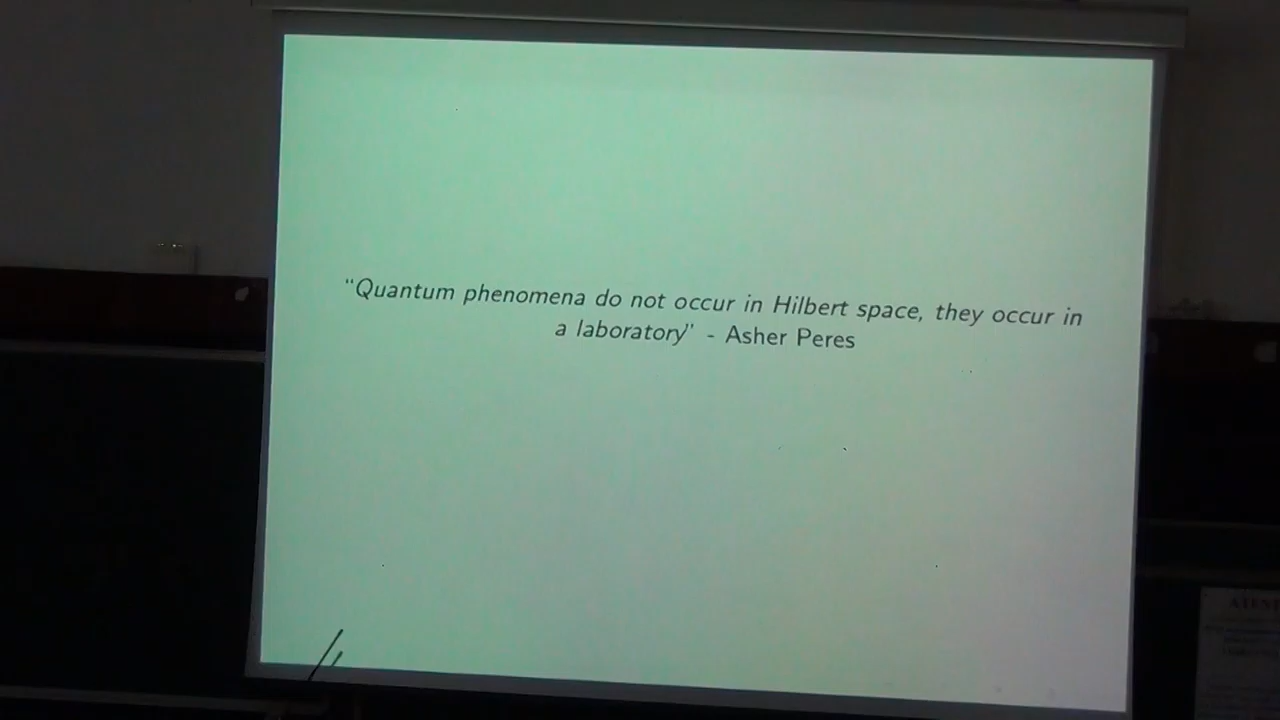 “Quantum phenomena do not occur in Hilbert space, they occur in
a laboratory” - Asher Peres